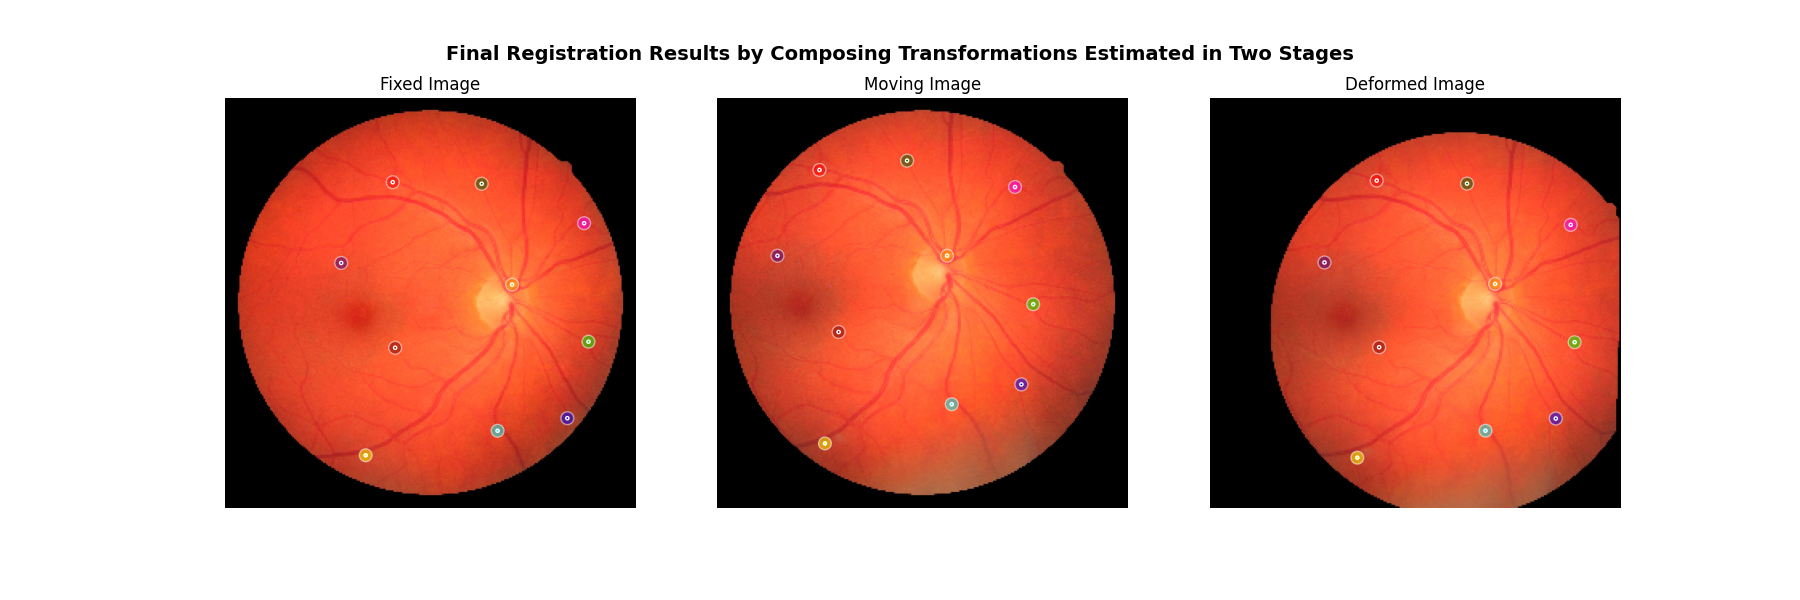 Final Registration Results by Composing Transformations Estimated in Two Stages
Fixed Image
Moving Image
Deformed Image